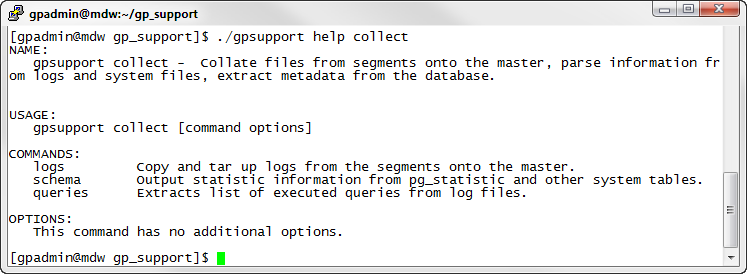 gpadmin@mdw:~/gp_support
[gpadmin@mdw gp_support]$ ./gpsupport help collect
NAME:
   gpsupport collect -  Collate files from segments onto the master, parse information fr
om logs and system files, extract metadata from the database.
USAGE:
   gpsupport collect [command options]
COMMANDS:
   logs         Copy and tar up logs from the segments onto the master.
   schema       Output statistic information from pg_statistic and other system tables.
   queries      Extracts list of executed queries from log files.
OPTIONS:
   This command has no additional options.
[gpadmin@mdw gp_support]$